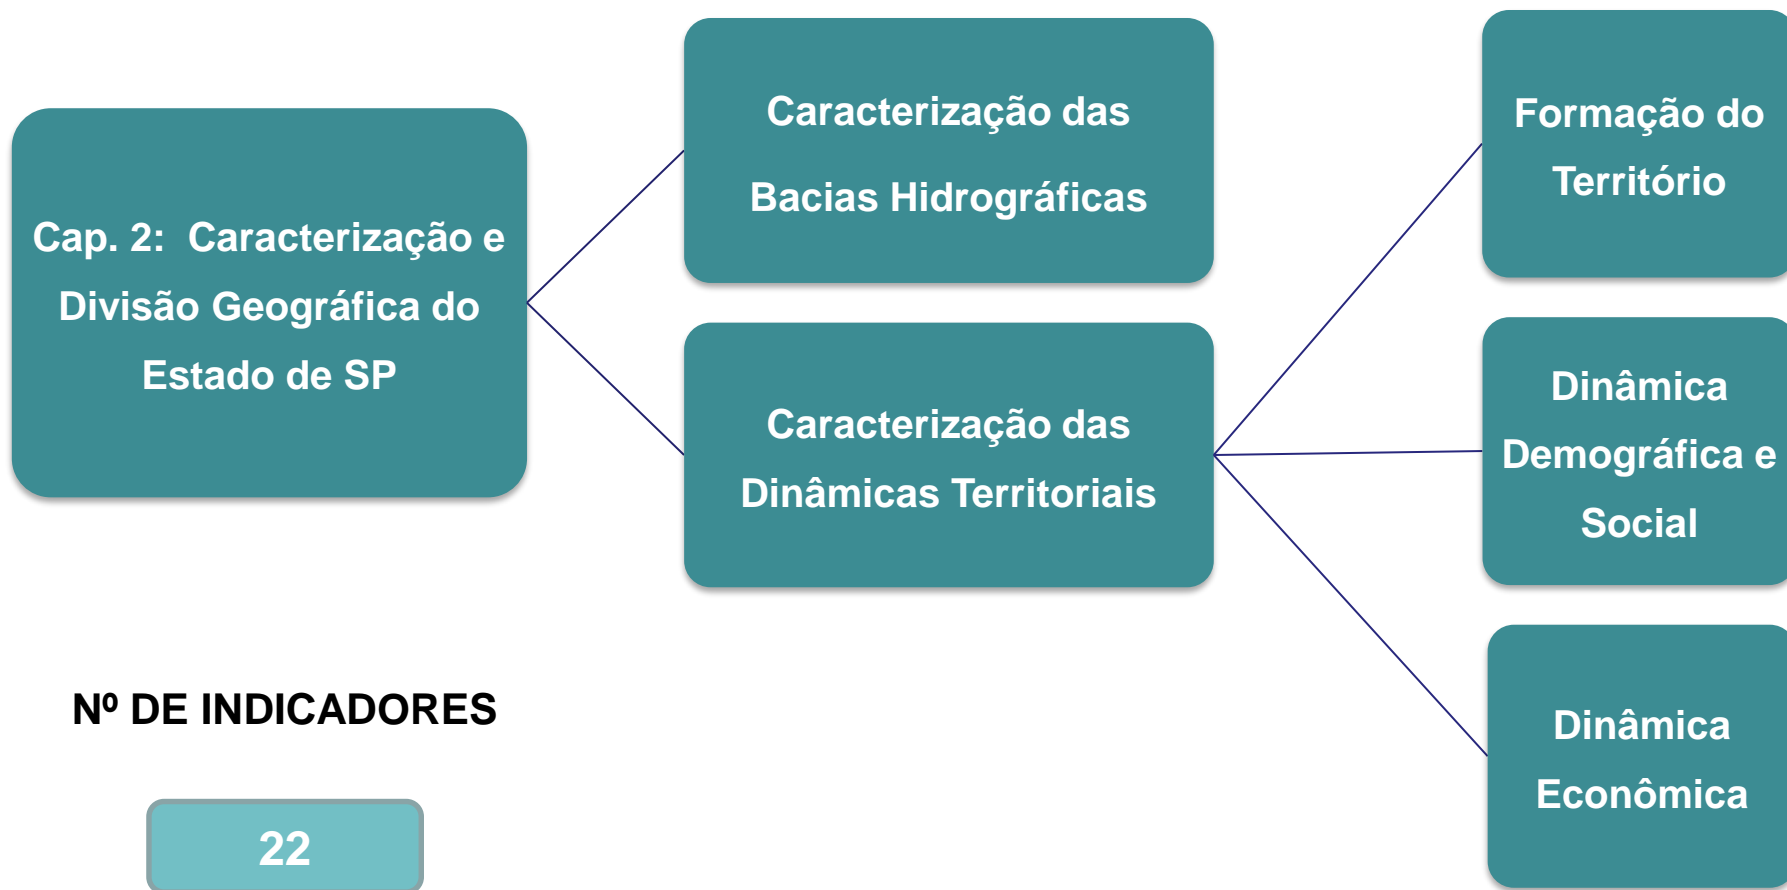 Cap. 2:  Caracterização e
Divisão Geográfica do
Estado de SP
Caracterização das
Bacias Hidrográficas
Caracterização das
Dinâmicas Territoriais
Formação do
Território
Dinâmica
Demográfica e
Social
Dinâmica
Econômica
Nº DE INDICADORES
22